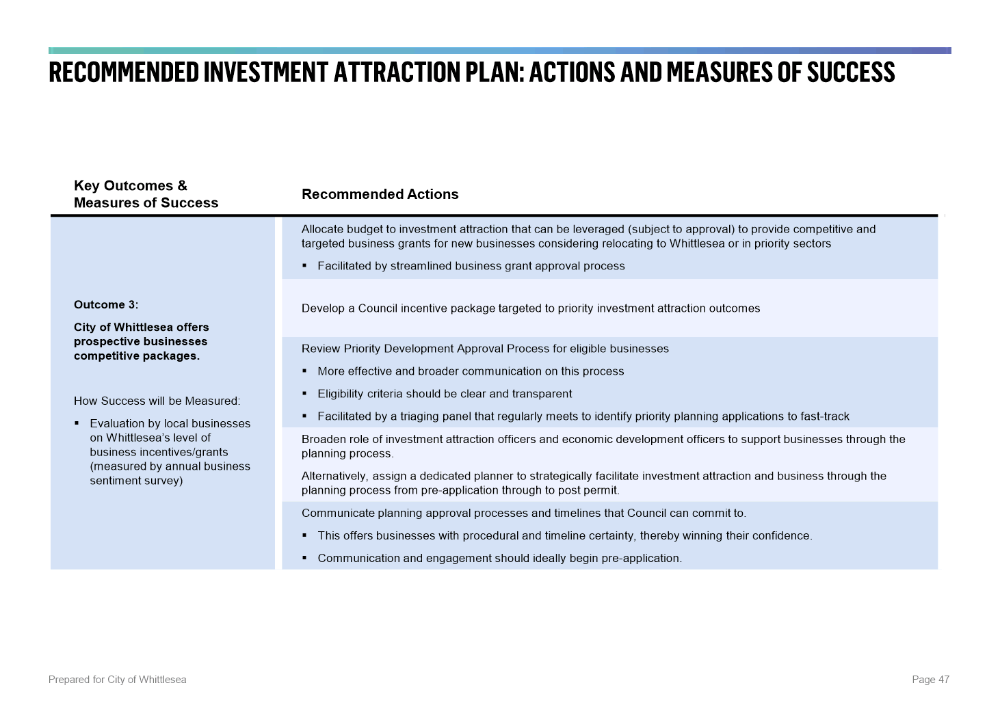 RECOMMENDED INVESTMENT ATTRACTION PLAN: ACTIONS AND MEASURES OF SUCCESS
Key Outcomes &
Measures of Success
Recommended Actions
Outcome 3:
City of Whittlesea offers
prospective businesses
competitive packages.
How Success will be Measured:
▪ Evaluation by local businesses
on Whittlesea’s level of
business incentives/grants
(measured by annual business
sentiment survey)
Allocate budget to investment attraction that can be leveraged (subject to approval) to provide competitive and
targeted business grants for new businesses considering relocating to Whittlesea or in priority sectors
▪ Facilitated by streamlined business grant approval process
Develop a Council incentive package targeted to priority investment attraction outcomes
Review Priority Development Approval Process for eligible businesses
▪ More effective and broader communication on this process
▪ Eligibility criteria should be clear and transparent
▪ Facilitated by a triaging panel that regularly meets to identify priority planning applications to fast-track
Broaden role of investment attraction officers and economic development officers to support businesses through the
planning process.
Alternatively, assign a dedicated planner to strategically facilitate investment attraction and business through the
planning process from pre-application through to post permit.
Communicate planning approval processes and timelines that Council can commit to.
▪ This offers businesses with procedural and timeline certainty, thereby winning their confidence.
▪ Communication and engagement should ideally begin pre-application.
Prepared for City of Whittlesea
Page 47